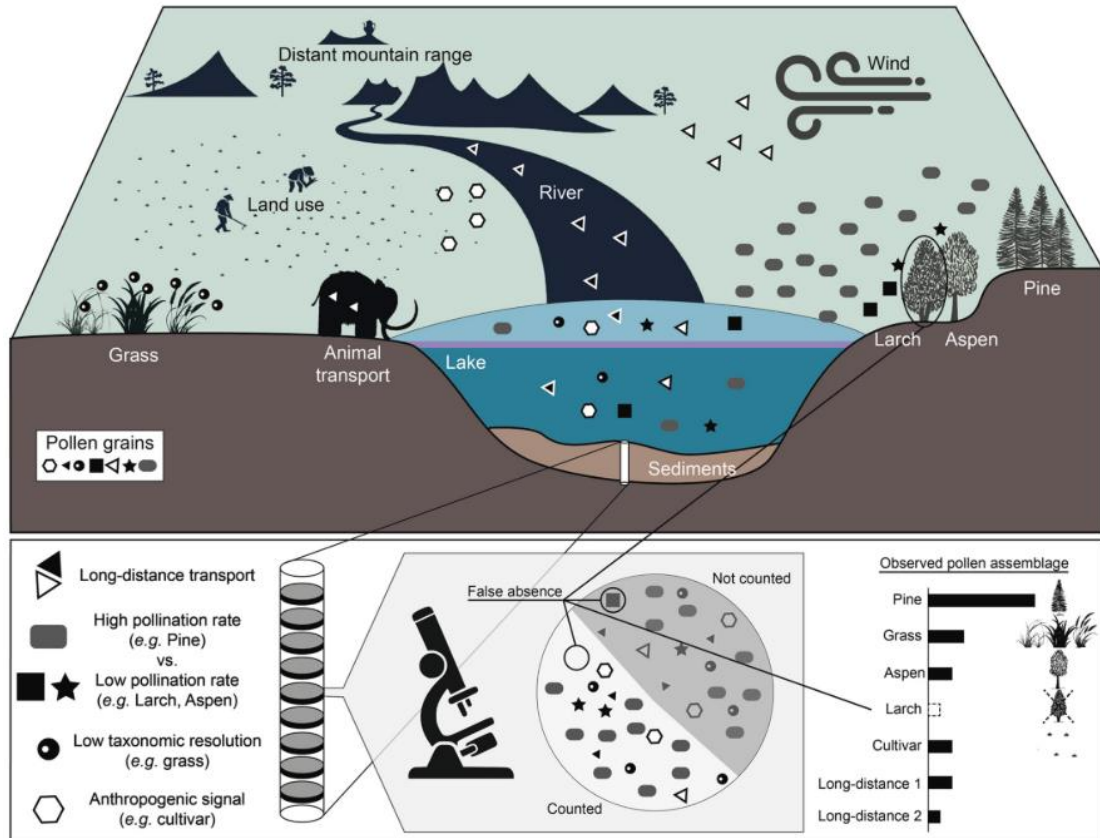 Distant mountain range
Wind
River
Land use
Pine
Grass
Animal
transport
Lake
Larch
Aspen
Sediments
Pollen grains
Long-distance transport
High pollination rate
(e.g. Pine)
vs.
Low pollination rate
(e.g. Larch, Aspen)
Low taxonomic resolution
(e.g. grass)
Anthropogenic signal
(e.g. cultivar)
False absence
Not counted
Counted
Observed pollen assemblage
Pine
Grass
Aspen
Larch
Cultivar
Long-distance 1
Long-distance 2